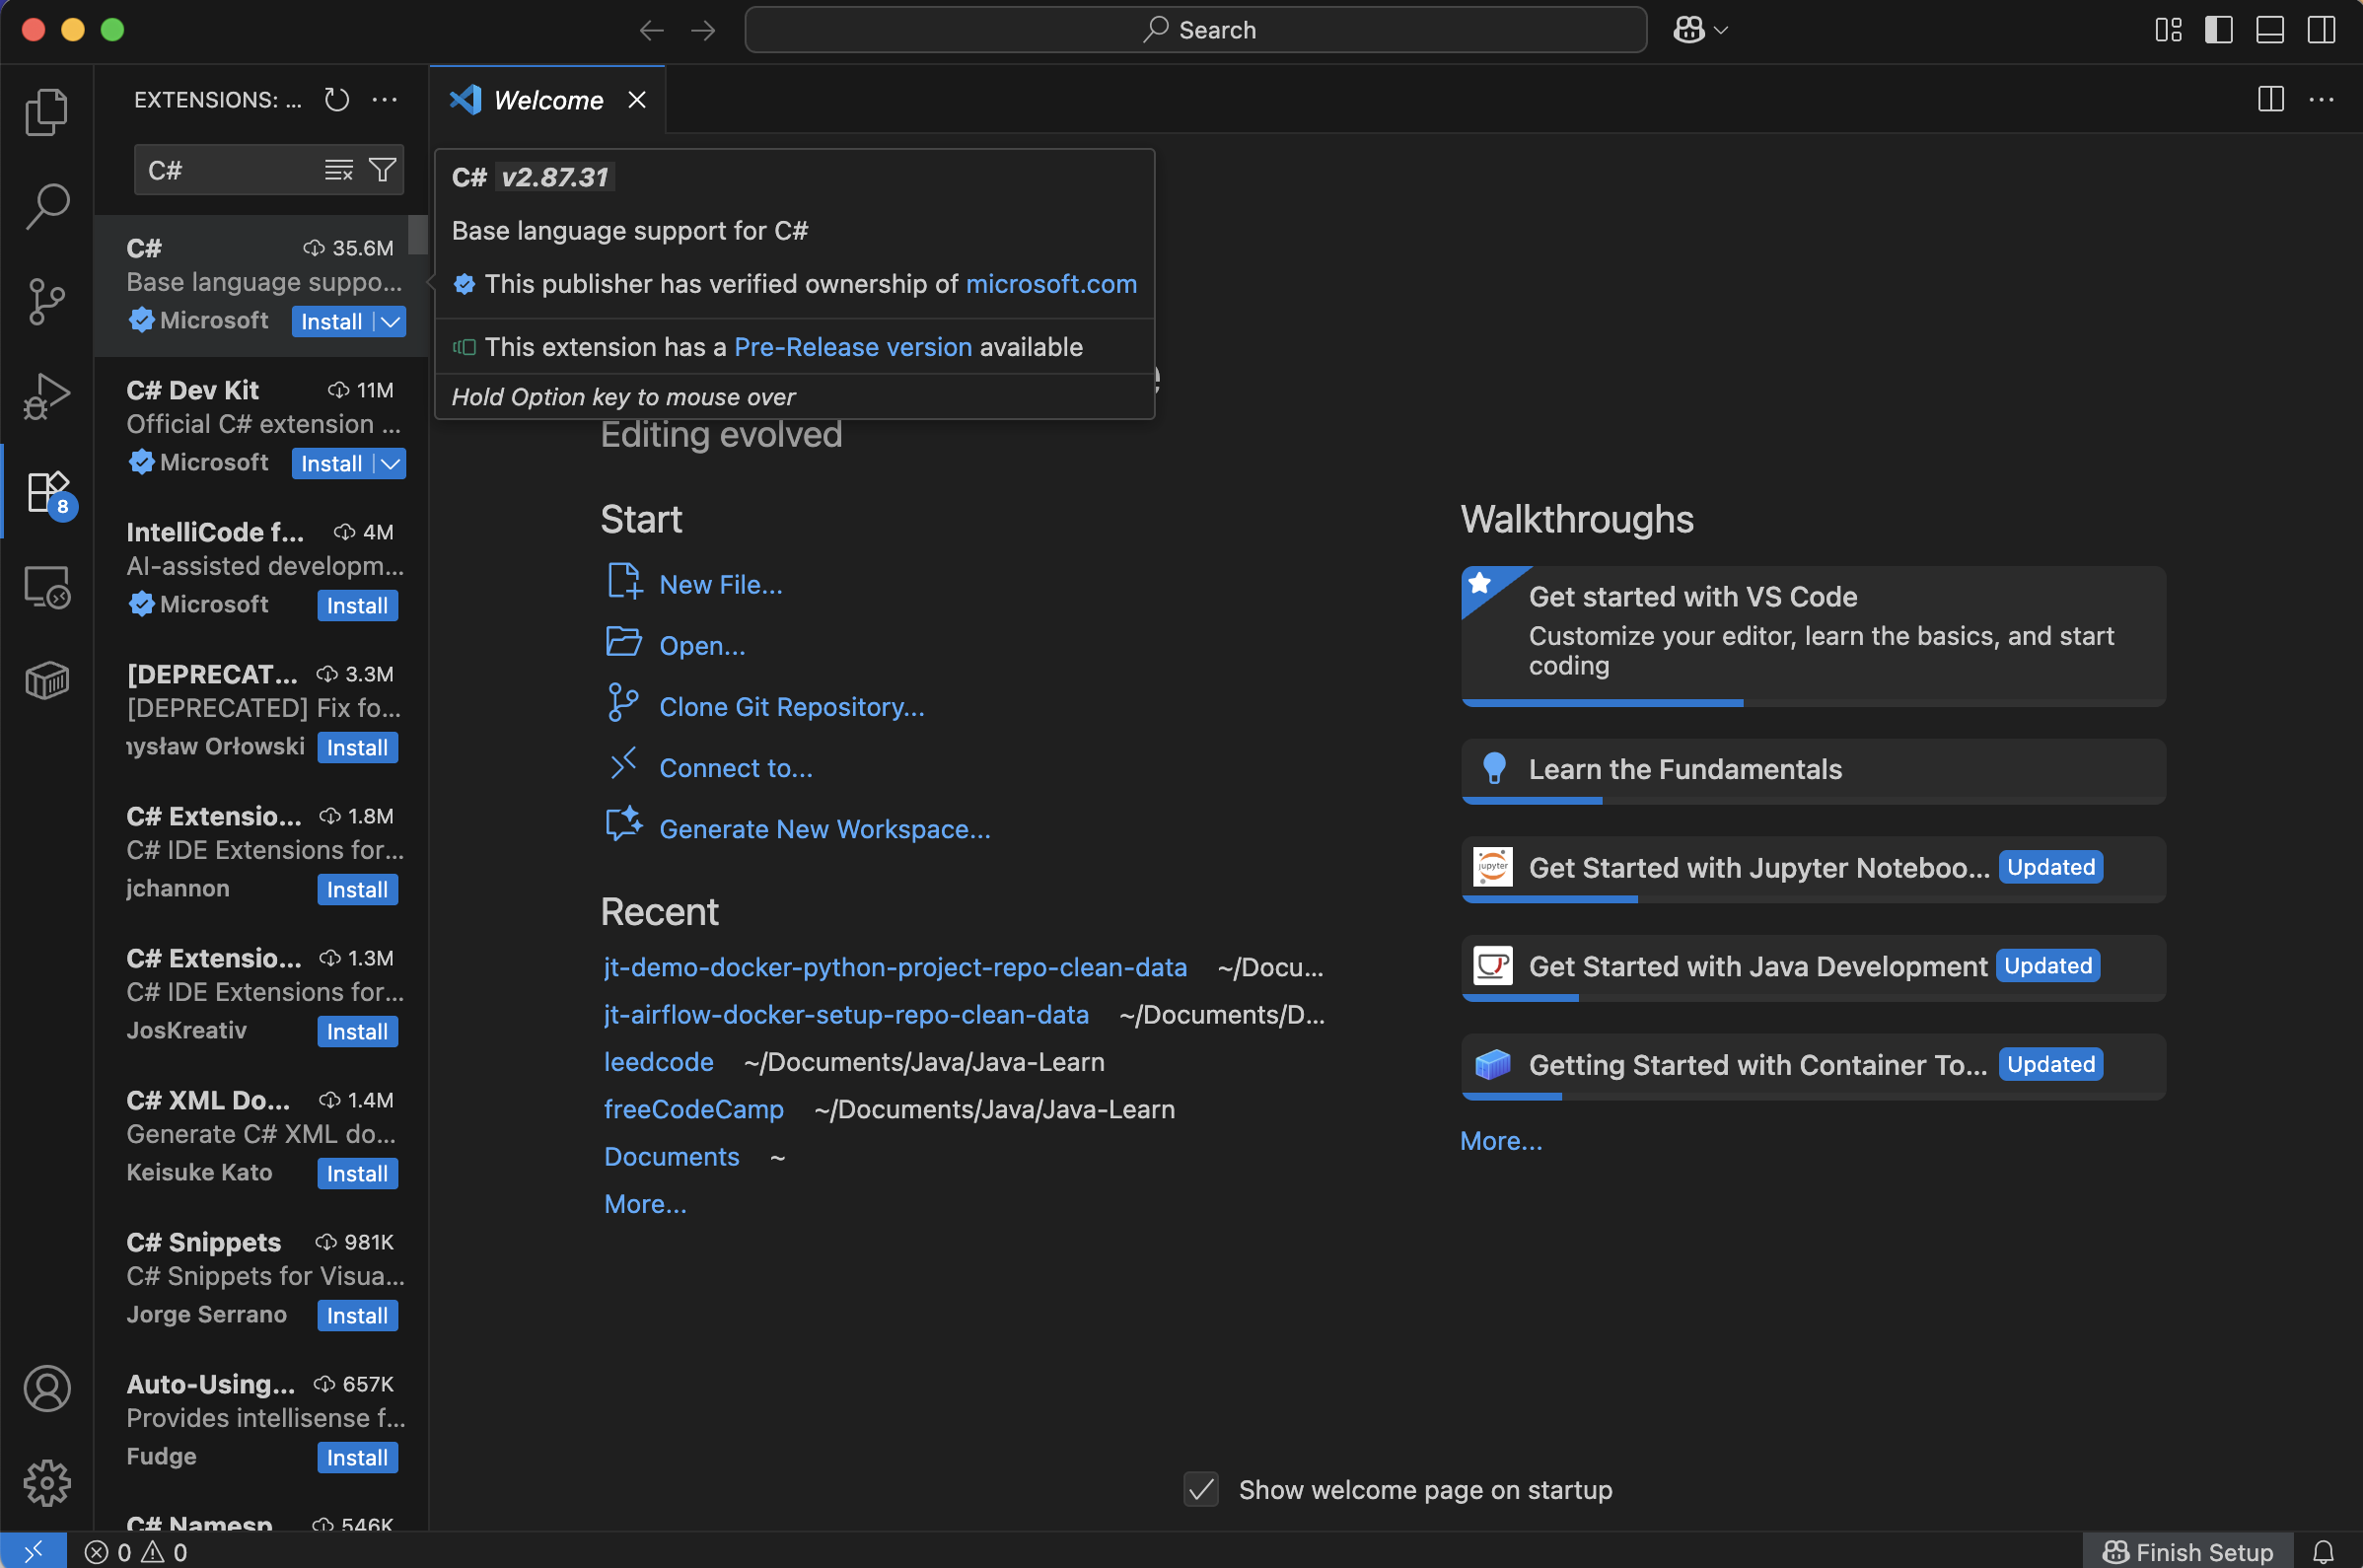 Search
EXTENSIONS: ...
Welcome
C#
C# v2.87.31
Base language support for C#
This publisher has verified ownership of microsoft.com
This extension has a Pre-Release version available
Hold Option key to mouse over
C# 35.6M
Base language suppo...
Microsoft Install
C# Dev Kit 11M
Official C# extension ...
Microsoft Install
8
IntelliCode f... 4M
AI-assisted developm...
Microsoft Install
[DEPRECAT... 3.3M
[DEPRECATED] Fix fo...
ysław Orłowski Install
C# Extensio... 1.8M
C# IDE Extensions for...
jchannon Install
C# Extensio... 1.3M
C# IDE Extensions for...
JosKreativ Install
C# XML Do... 1.4M
Generate C# XML do...
Keisuke Kato Install
C# Snippets 981K
C# Snippets for Visua...
Jorge Serrano Install
Auto-Using... 657K
Provides intellisense f...
Fudge Install
C# Namesp 546K
Editing evolved
Start
New File...
Open...
Clone Git Repository...
Connect to...
Generate New Workspace...
Recent
jt-demo-docker-python-project-repo-clean-data ~/Docu...
jt-airflow-docker-setup-repo-clean-data ~/Documents/D...
leedcode ~/Documents/Java/Java-Learn
freeCodeCamp ~/Documents/Java/Java-Learn
Documents ~
More...
Walkthroughs
Get started with VS Code
Customize your editor, learn the basics, and start
coding
Learn the Fundamentals
jupyter
Get Started with Jupyter Noteboo... Updated
Get Started with Java Development Updated
Getting Started with Container To... Updated
More...
Show welcome page on startup
0 0
Finish Setup